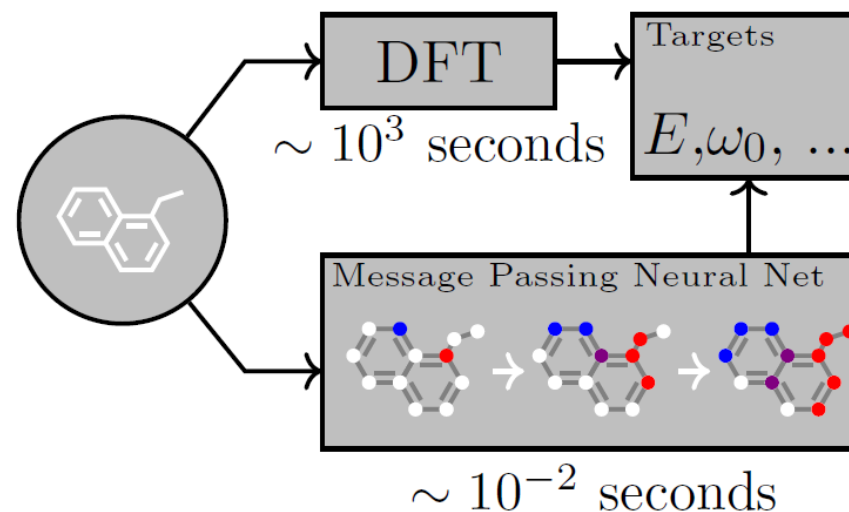 DFT
Targets
∼ 10³ seconds
E,ω₀, ...
Message Passing Neural Net
∼ 10⁻² seconds